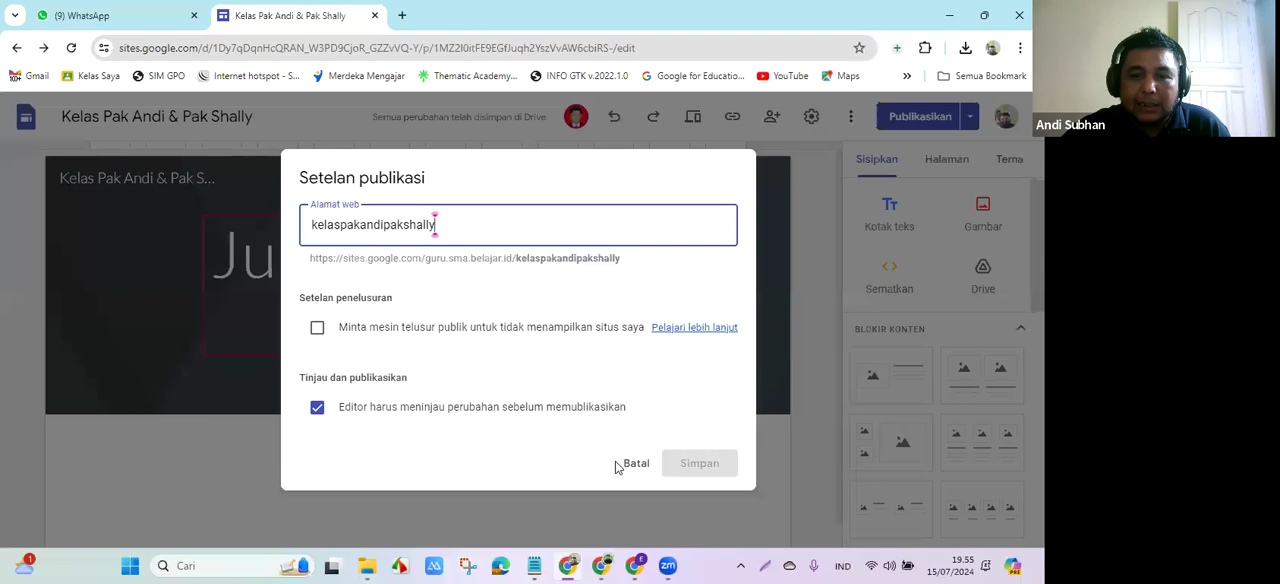 (9) WhatsApp
Kelas Pak Andi & Pak Shally
sites.google.com/d/1Dy7qDqnHcQRAN_W3PD9CjoR_GZZvVQ-Y/p/1MZ2I0itFE9EGfJuqh2YszVvAW6cbiRS-/edit
Gmail
Kelas Saya
SIM GPO
Internet hotspot - S...
Merdeka Mengajar
Thematic Academy...
INFO GTK v.2022.1.0
Google for Educatio...
YouTube
Maps
Semua Bookmark
Kelas Pak Andi & Pak Shally
Semua perubahan telah disimpan di Drive
Publikasikan
Andi Subhan
Kelas Pak Andi & Pak S...
Ju
Setelan publikasi
Alamat web
kelaspakandipakshally
https://sites.google.com/guru.sma.belajar.id/kelaspakandipakshally
Setelan penelusuran
Minta mesin telusur publik untuk tidak menampilkan situs saya Pelajari lebih lanjut
Tinjau dan publikasikan
Editor harus meninjau perubahan sebelum memublikasikan
Batal
Simpan
Sisipkan
Halaman
Tema
Tт
Kotak teks
Gambar
Sematkan
Drive
BLOKIR KONTEN
1
Cari
IND
19.55
15/07/2024